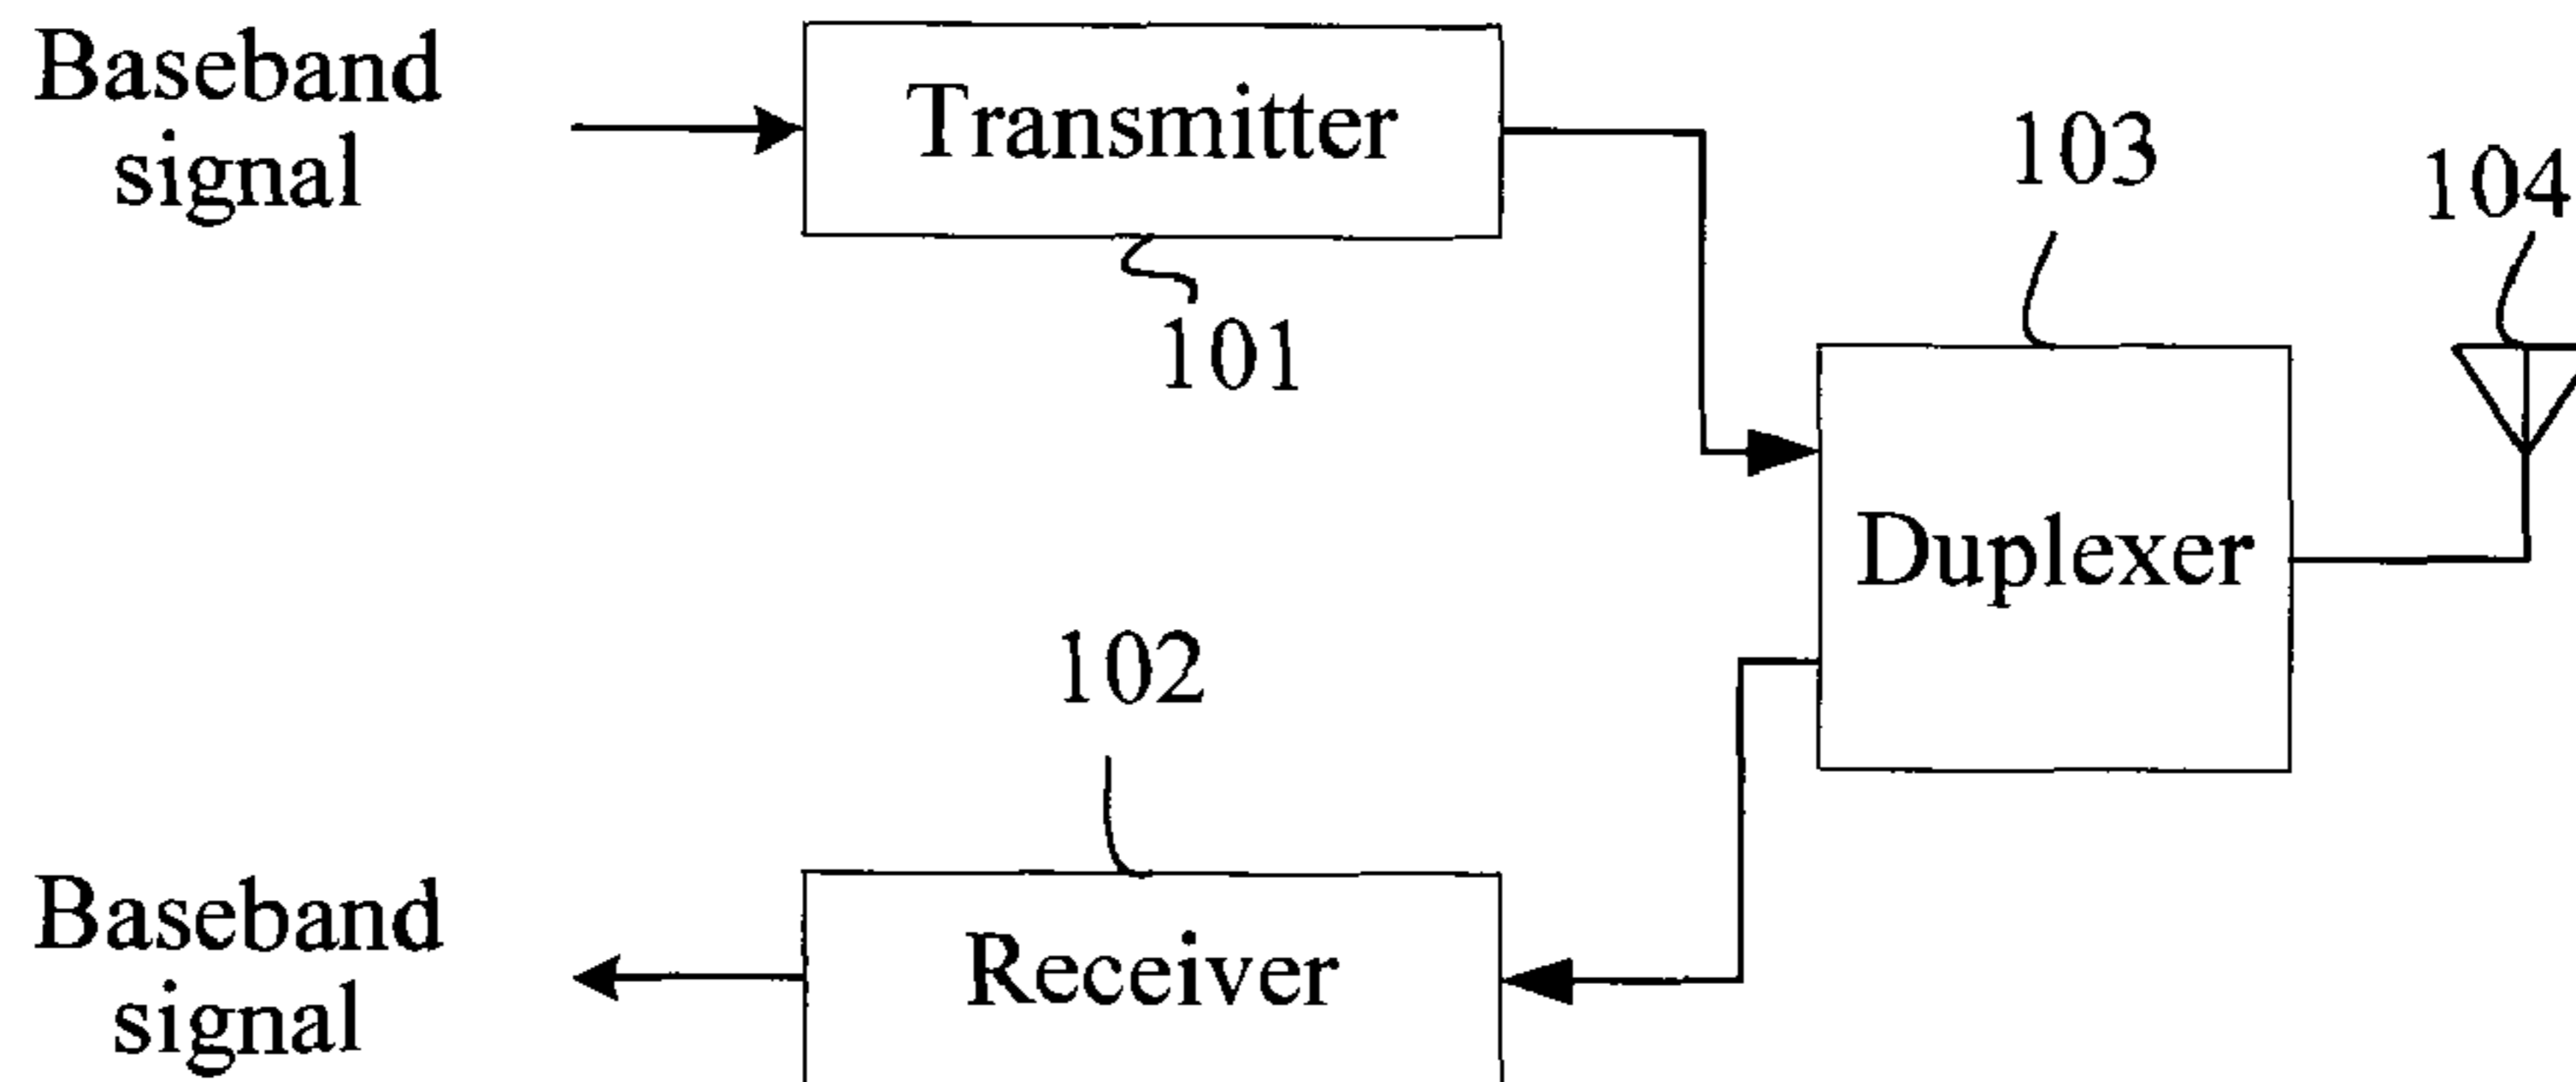 Baseband
signal
Transmitter
101
103
104
Duplexer
102
Baseband
signal
Receiver